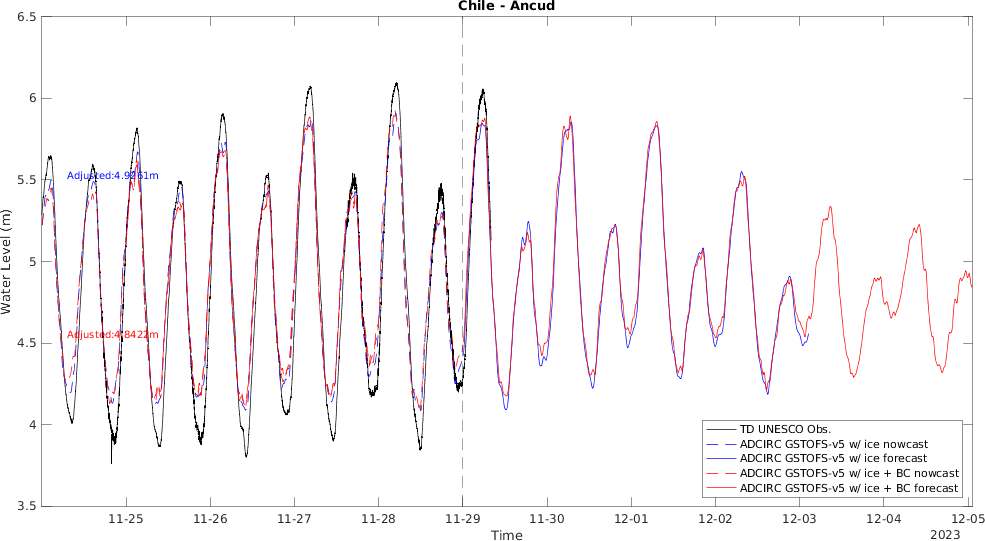 Chile - Ancud
6.5
6
5.5
5
4.5
4
3.5
Water Level (m)
Adjusted:4.9261m
Adjusted:4.8422m
TD UNESCO Obs.
ADCIRC GSTOFS-v5 w/ ice nowcast
ADCIRC GSTOFS-v5 w/ ice forecast
ADCIRC GSTOFS-v5 w/ ice + BC nowcast
ADCIRC GSTOFS-v5 w/ ice + BC forecast
11-25 11-26 11-27 11-28 11-29 11-30 12-01 12-02 12-03 12-04 12-05
Time
2023